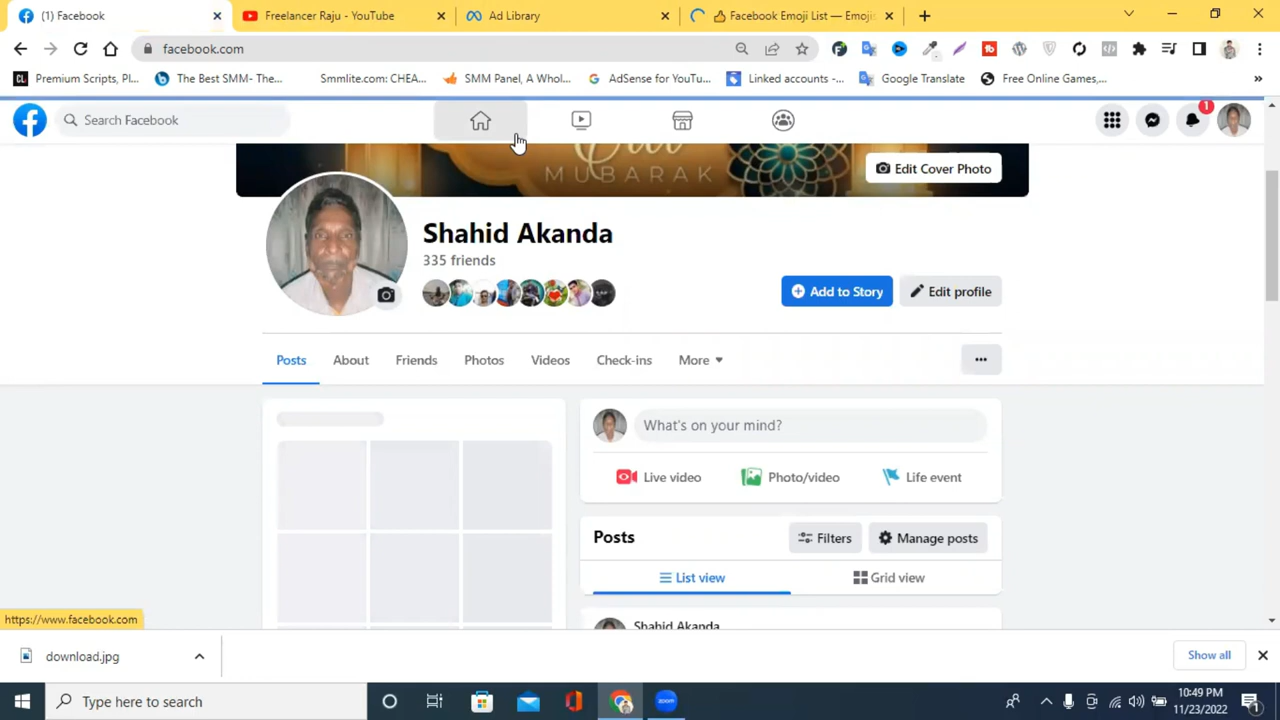 (1) Facebook
Freelancer Raju - YouTube
Ad Library
Facebook Emoji List — Emojis
facebook.com
Premium Scripts, Pl...
The Best SMM- The...
Smmlite.com: CHEA...
SMM Panel, A Whol...
AdSense for YouTu...
Linked accounts -...
Google Translate
Free Online Games,...
Search Facebook
1
MUBARAK
Edit Cover Photo
Shahid Akanda
335 friends
Add to Story
Edit profile
Posts
About
Friends
Photos
Videos
Check-ins
More
What's on your mind?
Live video
Photo/video
Life event
Posts
Filters
Manage posts
List view
Grid view
Shahid Akanda
https://www.facebook.com
download.jpg
Show all
Type here to search
zoom
10:49 PM
11/23/2022
1